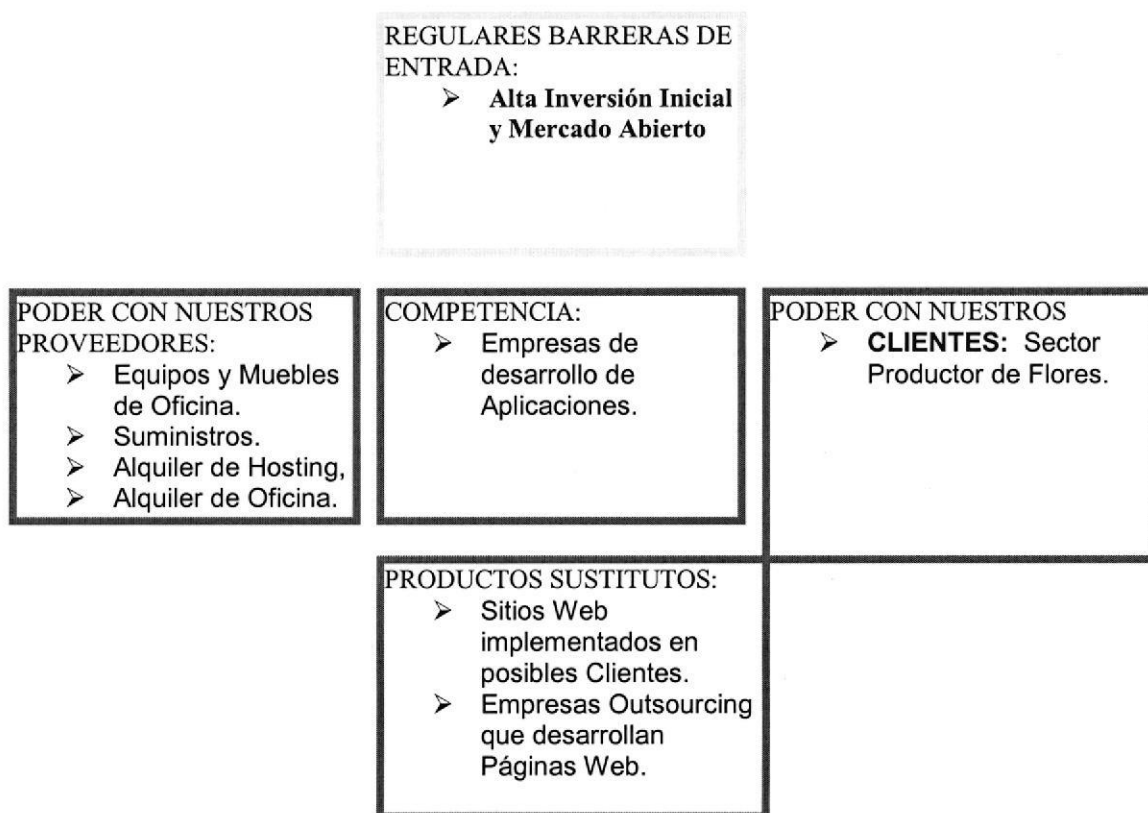 REGULARES BARRERAS DE
ENTRADA:
➢ Alta Inversión Inicial
y Mercado Abierto
PODER CON NUESTROS
PROVEEDORES:
➢ Equipos y Muebles
de Oficina.
➢ Suministros.
➢ Alquiler de Hosting,
➢ Alquiler de Oficina.
COMPETENCIA:
➢ Empresas de
desarrollo de
Aplicaciones.
PODER CON NUESTROS
➢ CLIENTES: Sector
Productor de Flores.
PRODUCTOS SUSTITUTOS:
➢ Sitios Web
implementados en
posibles Clientes.
➢ Empresas Outsourcing
que desarrollan
Páginas Web.